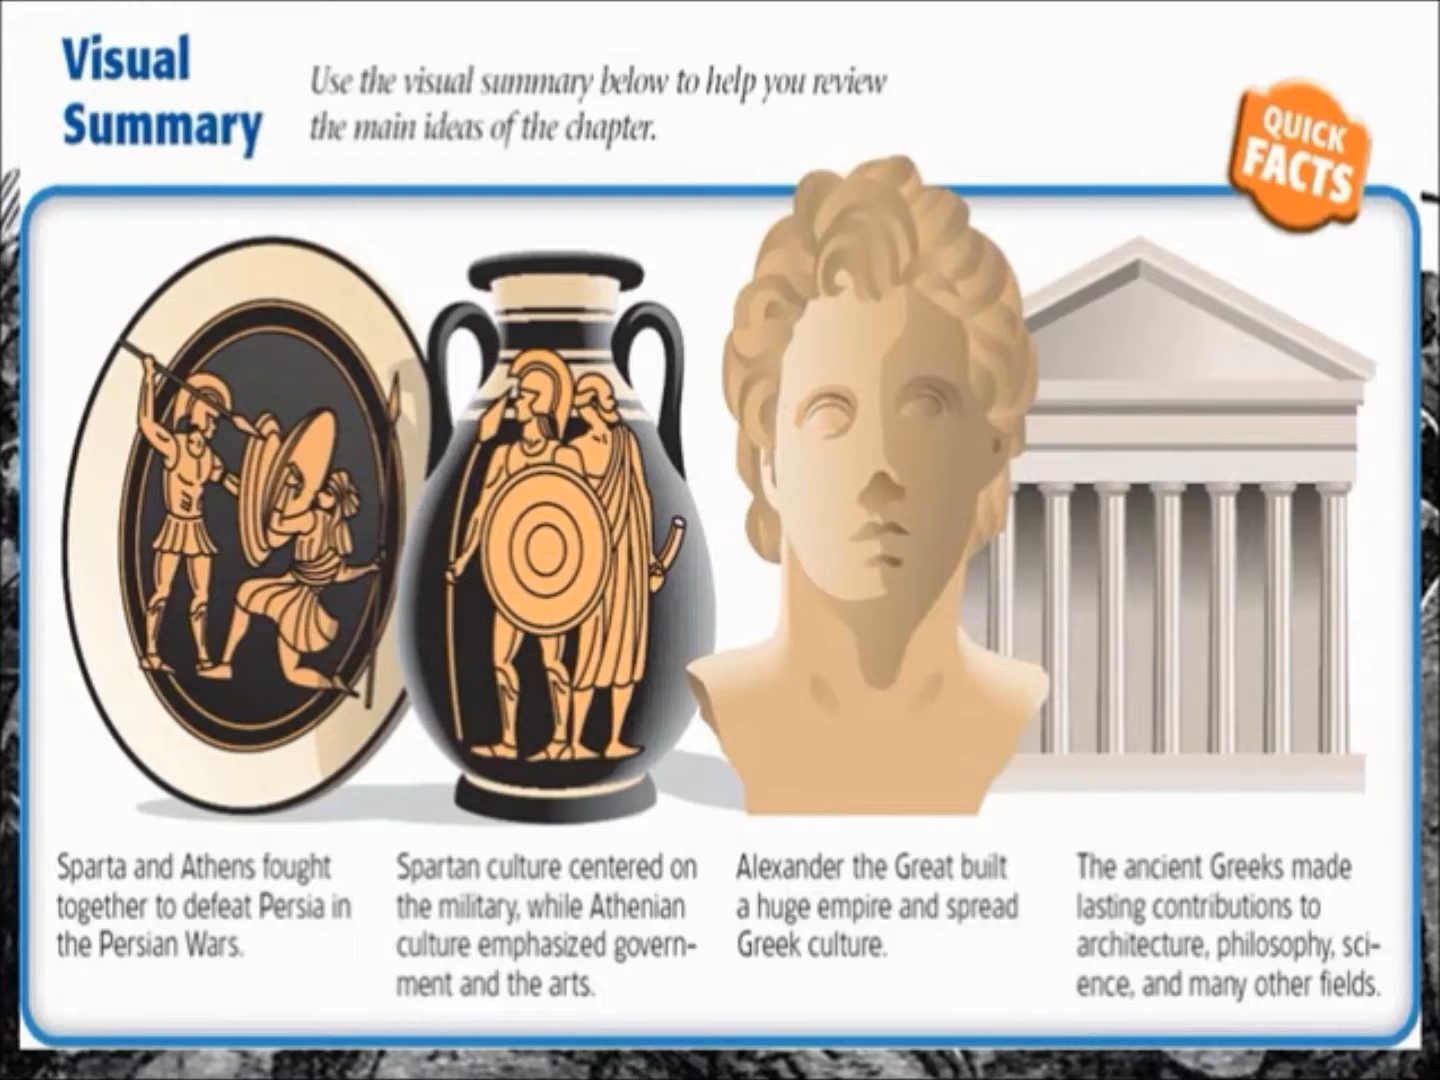 Visual
Summary
Use the visual summary below to help you review
the main ideas of the chapter.
QUICK
FACTS
Sparta and Athens fought
together to defeat Persia in
the Persian Wars.
Spartan culture centered on
the military, while Athenian
culture emphasized govern-
ment and the arts.
Alexander the Great built
a huge empire and spread
Greek culture.
The ancient Greeks made
lasting contributions to
architecture, philosophy, sci-
ence, and many other fields.